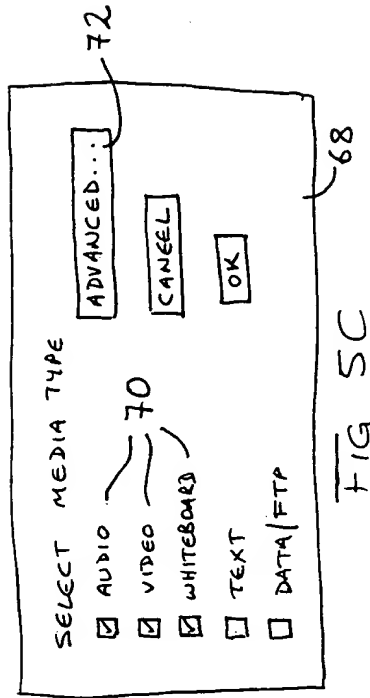 SELECT MEDIA TYPE
AUDIO
VIDEO
WHITEBOARD
TEXT
DATA/FTP
70
ADVANCED...
CANCEL
OK
72
68
FIG 5C